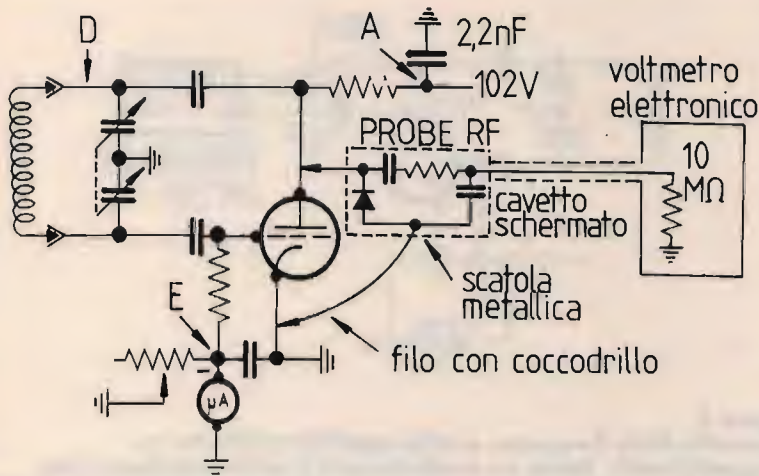 D
A
2,2nF
102V
voltmetro
elettronico
PROBE RF
10
MΩ
cavetto
schermato
scatola
metallica
E
filo con coccodrillo
-
µA